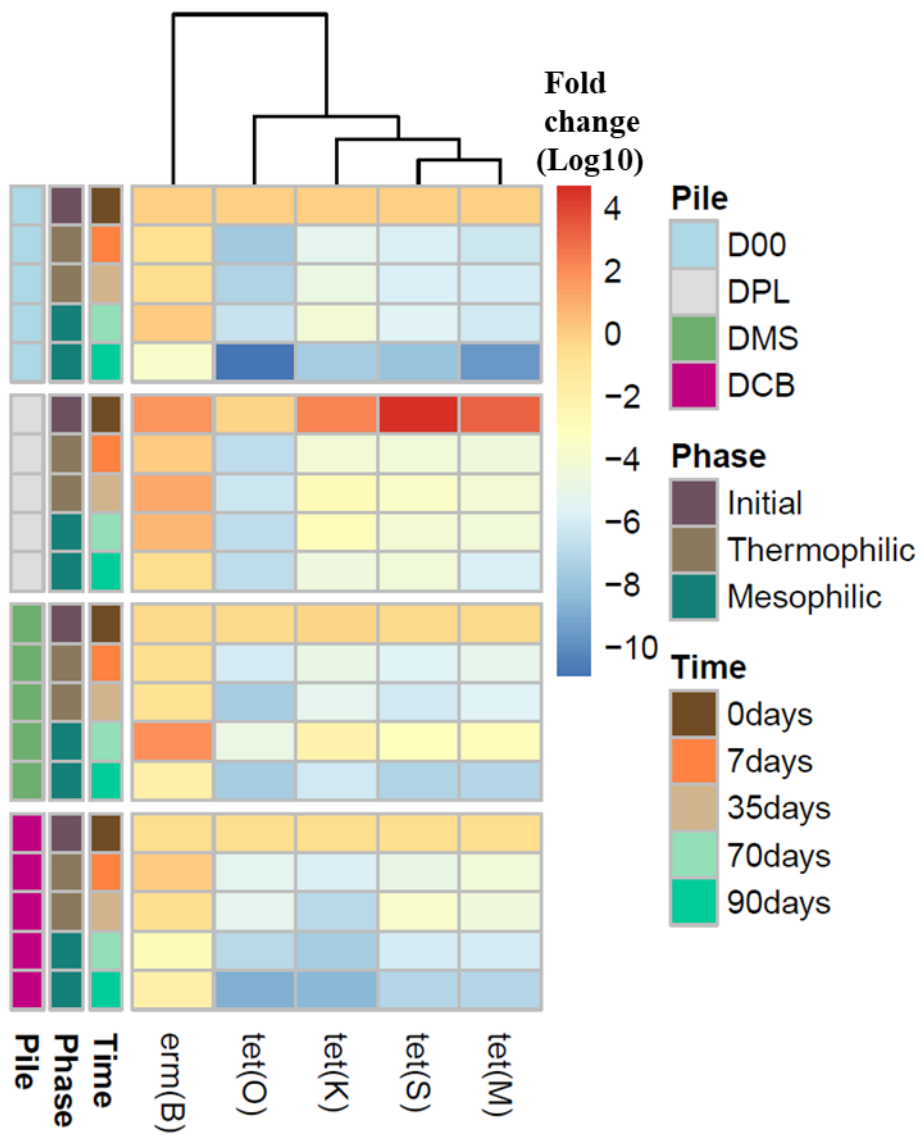 Fold
change
(Log10)
4
2
0
−2
−4
−6
−8
−10
Pile
D00
DPL
DMS
DCB
Phase
Initial
Thermophilic
Mesophilic
Time
0days
7days
35days
70days
90days
Pile
Phase
Time
erm(B)
tet(O)
tet(K)
tet(S)
tet(M)